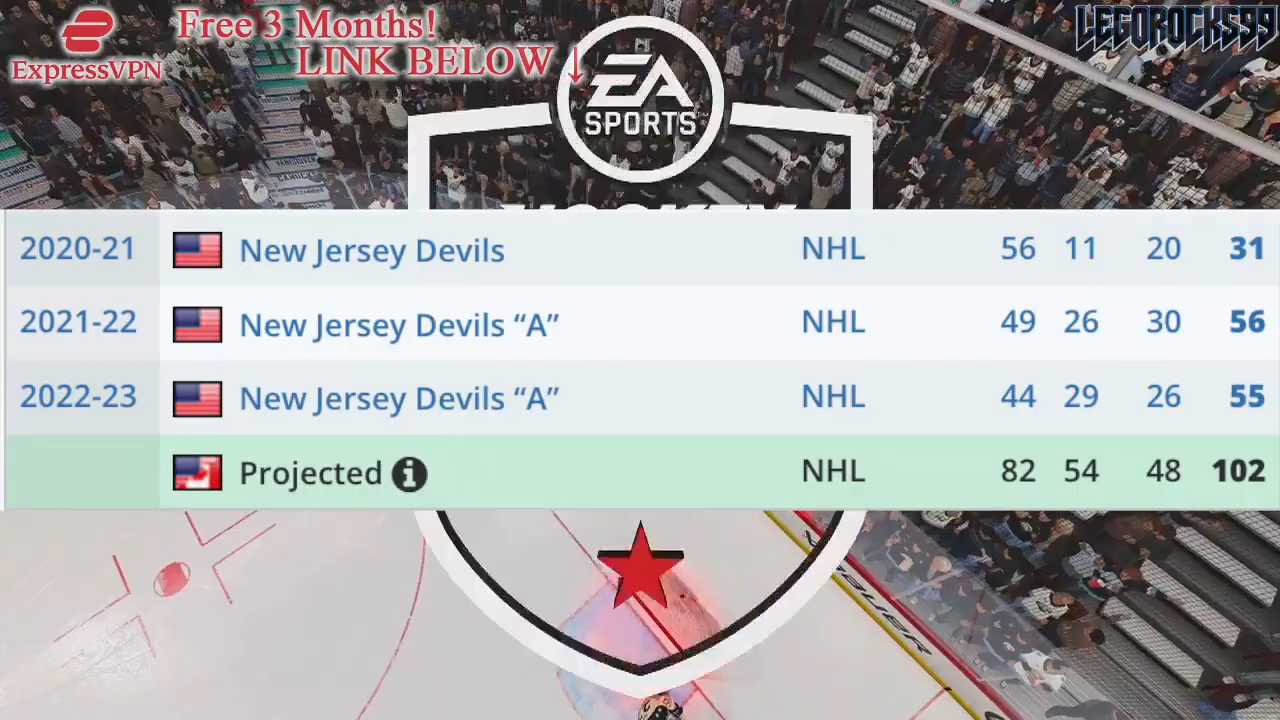 Free 3 Months!
LINK BELOW ↓
ExpressVPN
LEGOROCKS99
EA
SPORTS
HOCKEY
2020-21 New Jersey Devils NHL 56 11 20 31
2021-22 New Jersey Devils “A” NHL 49 26 30 56
2022-23 New Jersey Devils “A” NHL 44 29 26 55
Projected NHL 82 54 48 102
BAUER